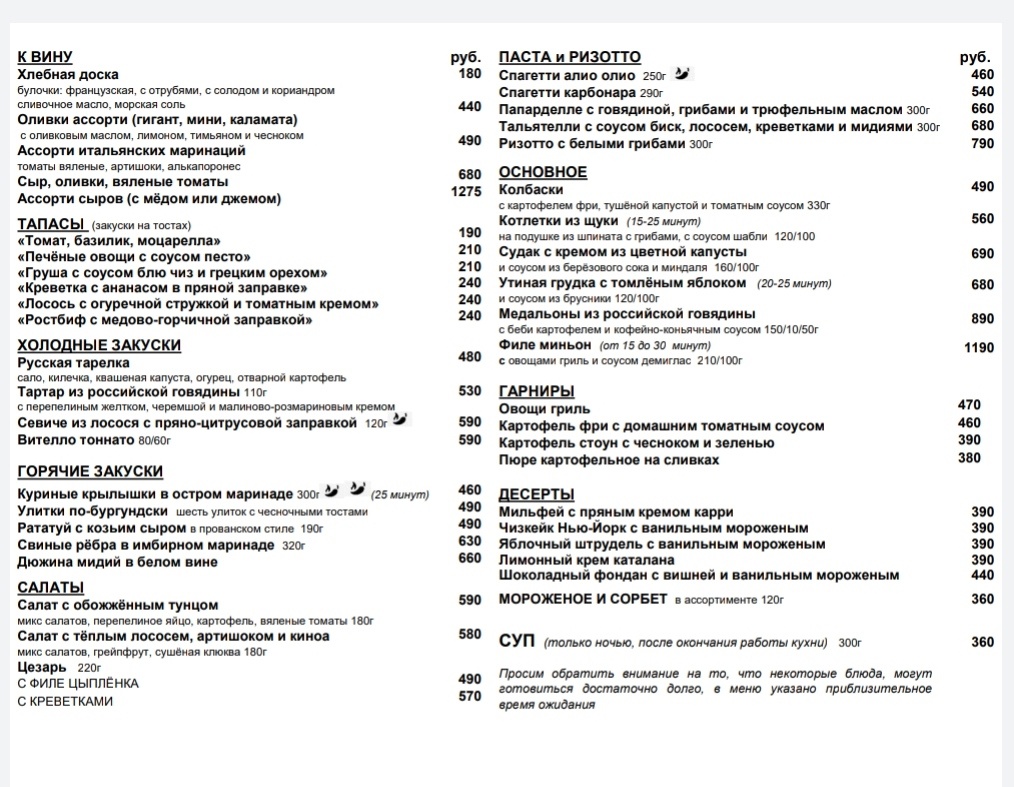 К ВИНУ руб.
Хлебная доска 180
булочки: французская, с отрубями, с солодом и кориандром
сливочное масло, морская соль
Оливки ассорти (гигант, мини, каламата) 440
с оливковым маслом, лимоном, тимьяном и чесноком
Ассорти итальянских маринаций 490
томаты вяленые, артишоки, алькапоронес
Сыр, оливки, вяленые томаты 680
Ассорти сыров (с мёдом или джемом) 1275
ТАПАСЫ (закуски на тостах)
«Томат, базилик, моцарелла» 190
«Печёные овощи с соусом песто» 210
«Груша с соусом блю чиз и грецким орехом» 210
«Креветка с ананасом в пряной заправке» 240
«Лосось с огуречной стружкой и томатным кремом» 240
«Ростбиф с медово-горчичной заправкой» 240
ХОЛОДНЫЕ ЗАКУСКИ
Русская тарелка 480
сало, килечка, квашеная капуста, огурец, отварной картофель
Тартар из российской говядины 110г 530
с перепелиным желтком, черемшой и малиново-розмариновым кремом
Севиче из лосося с пряно-цитрусовой заправкой 120г 590
Вителло тоннато 80/60г 590
ГОРЯЧИЕ ЗАКУСКИ
Куриные крылышки в остром маринаде 300г (25 минут) 460
Улитки по-бургундски шесть улиток с чесночными тостами 490
Рататуй с козьим сыром в прованском стиле 190г 490
Свиные рёбра в имбирном маринаде 320г 630
Дюжина мидий в белом вине 660
САЛАТЫ
Салат с обожжённым тунцом 590
микс салатов, перепелиное яйцо, картофель, вяленые томаты 180г
Салат с тёплым лососем, артишоком и киноа 580
микс салатов, грейпфрут, сушёная клюква 180г
Цезарь 220г
С ФИЛЕ ЦЫПЛЁНКА 490
С КРЕВЕТКАМИ 570
ПАСТА и РИЗОТТО руб.
Спагетти алио олио 250г 460
Спагетти карбонара 290г 540
Папарделле с говядиной, грибами и трюфельным маслом 300г 660
Тальятелли с соусом биск, лососем, креветками и мидиями 300г 680
Ризотто с белыми грибами 300г 790
ОСНОВНОЕ
Колбаски 490
с картофелем фри, тушёной капустой и томатным соусом 330г
Котлетки из щуки (15-25 минут) 560
на подушке из шпината с грибами, с соусом шабли 120/100
Судак с кремом из цветной капусты 690
и соусом из берёзового сока и миндаля 160/100г
Утиная грудка с томлёным яблоком (20-25 минут) 680
и соусом из брусники 120/100г
Медальоны из российской говядины 890
с беби картофелем и кофейно-коньячным соусом 150/10/50г
Филе миньон (от 15 до 30 минут) 1190
с овощами гриль и соусом демиглас 210/100г
ГАРНИРЫ
Овощи гриль 470
Картофель фри с домашним томатным соусом 460
Картофель стоун с чесноком и зеленью 390
Пюре картофельное на сливках 380
ДЕСЕРТЫ
Мильфей с пряным кремом карри 390
Чизкейк Нью-Йорк с ванильным мороженым 390
Яблочный штрудель с ванильным мороженым 390
Лимонный крем каталана 390
Шоколадный фондан с вишней и ванильным мороженым 440
МОРОЖЕНОЕ И СОРБЕТ в ассортименте 120г 360
СУП (только ночью, после окончания работы кухни) 300г 360
Просим обратить внимание на то, что некоторые блюда, могут
готовиться достаточно долго, в меню указано приблизительное
время ожидания